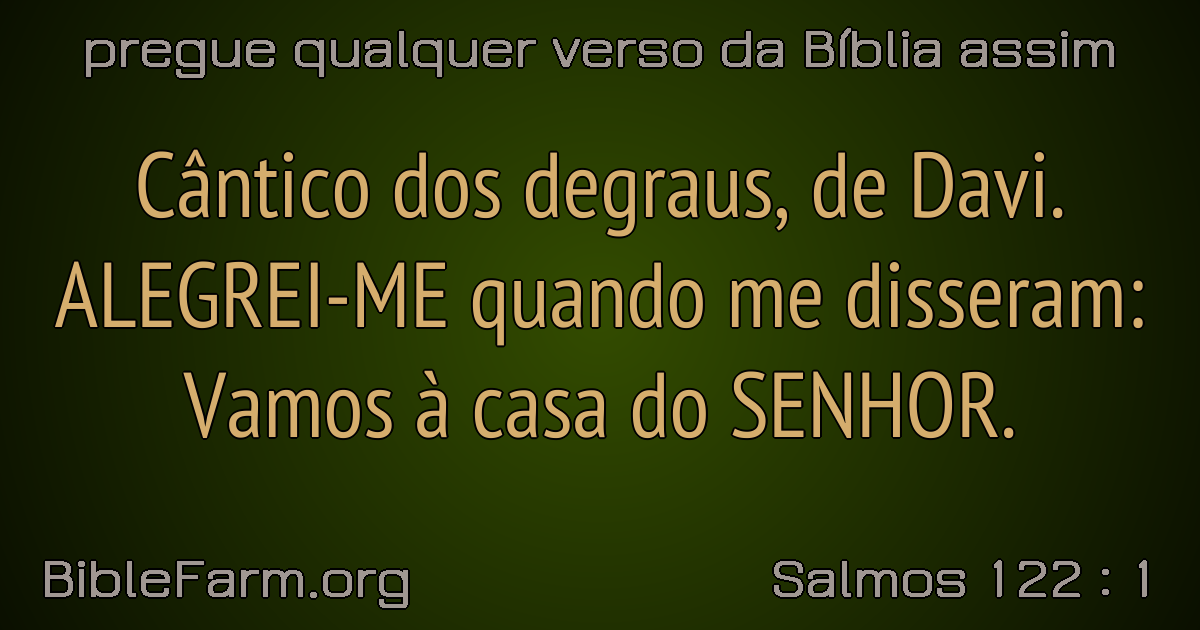 pregue qualquer verso da Bíblia assim
Cântico dos degraus, de Davi.
ALEGREI-ME quando me disseram:
Vamos à casa do SENHOR.
BibleFarm.org
Salmos 122 : 1